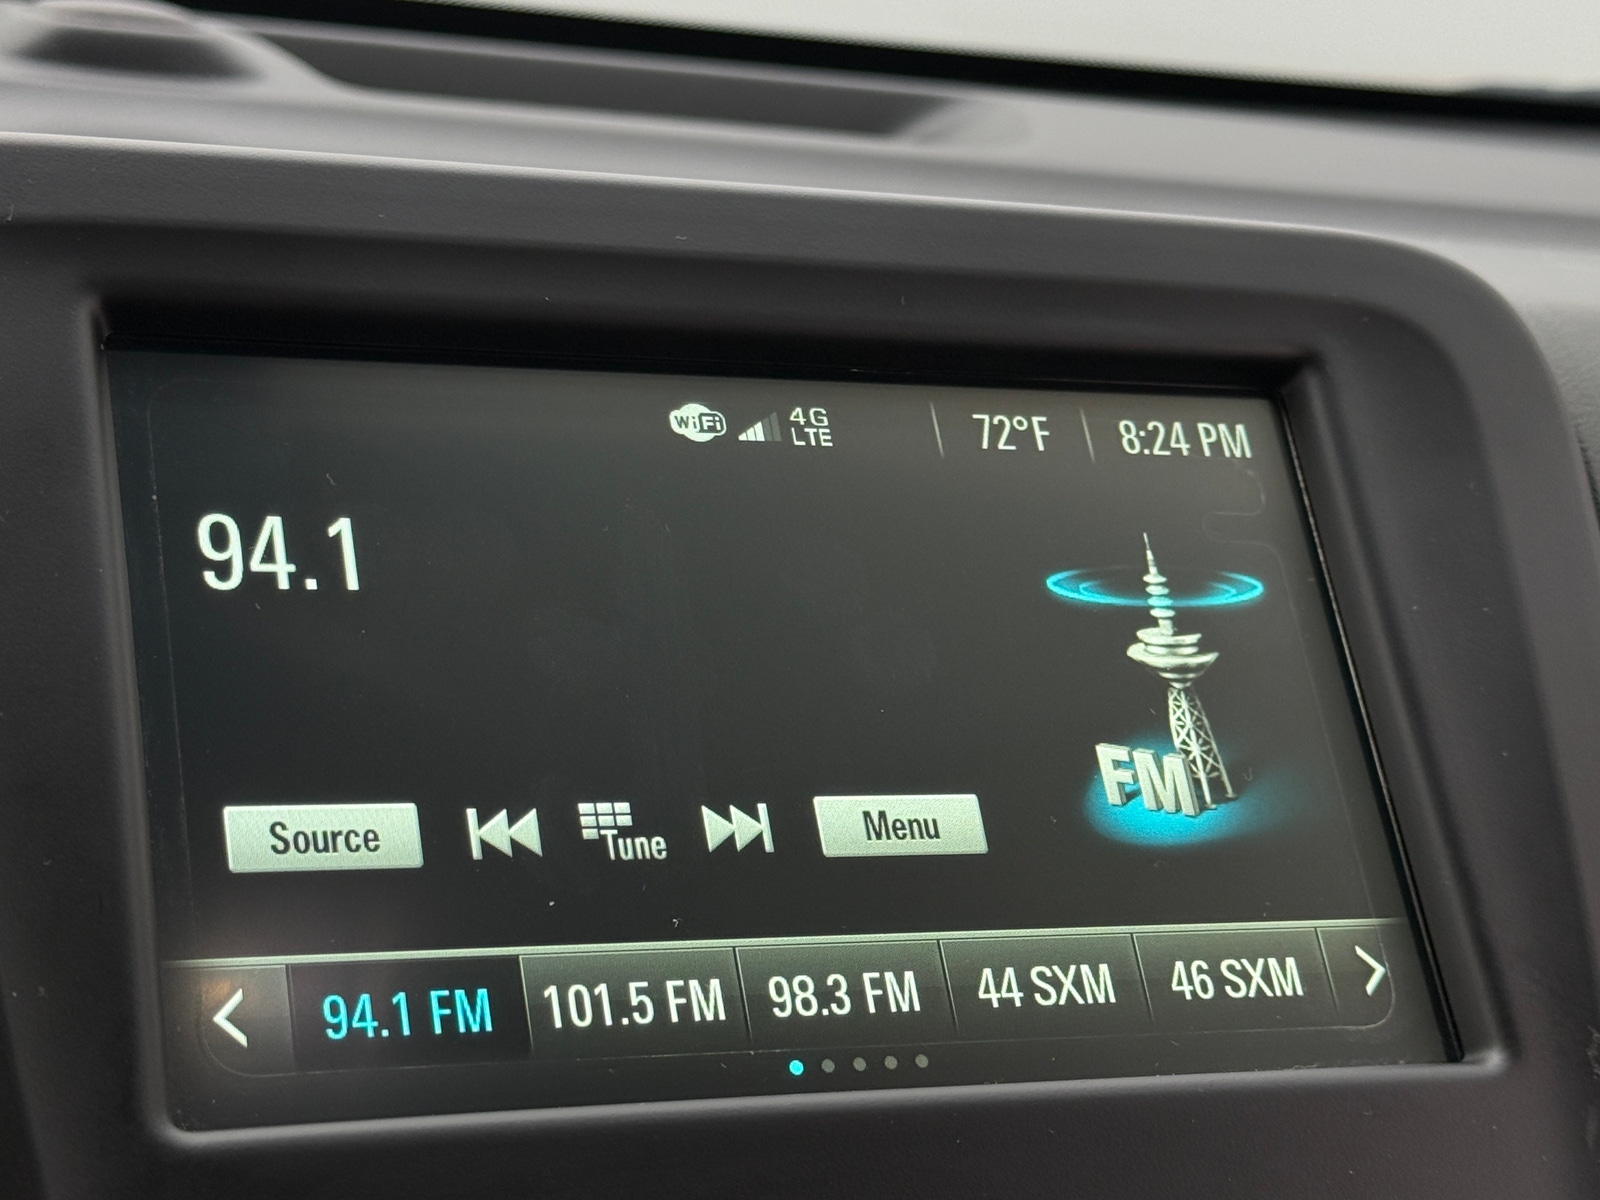 WiFi 4G LTE 72°F 8:24 PM
94.1
FM
Source Tune Menu
94.1 FM 101.5 FM 98.3 FM 44 SXM 46 SXM